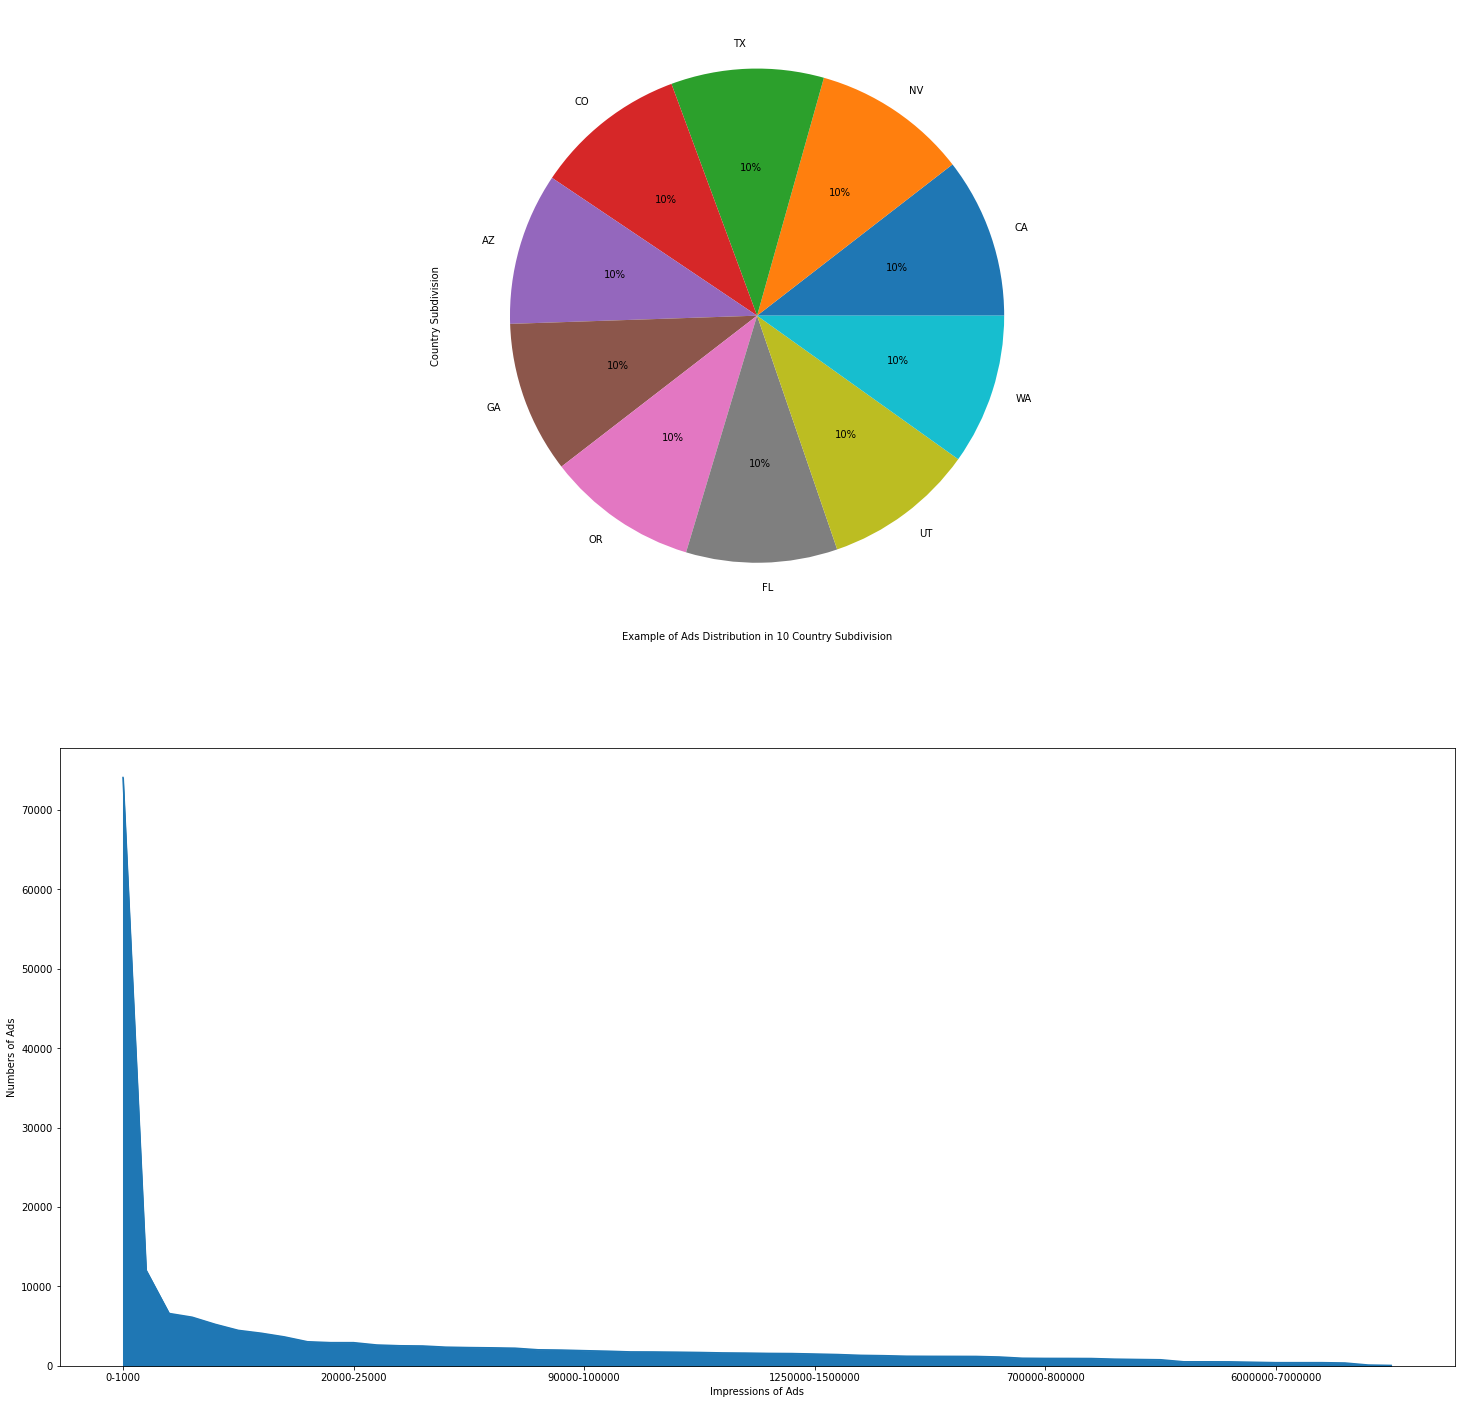 TX
NV
CO
10%
10%
10%
CA
AZ
10%
10%
Country Subdivision
10%
10%
WA
GA
10%
10%
10%
UT
OR
FL
Example of Ads Distribution in 10 Country Subdivision
70000
60000
50000
40000
Numbers of Ads
30000
20000
10000
0
0-1000
20000-25000
90000-100000
1250000-1500000
700000-800000
6000000-7000000
Impressions of Ads